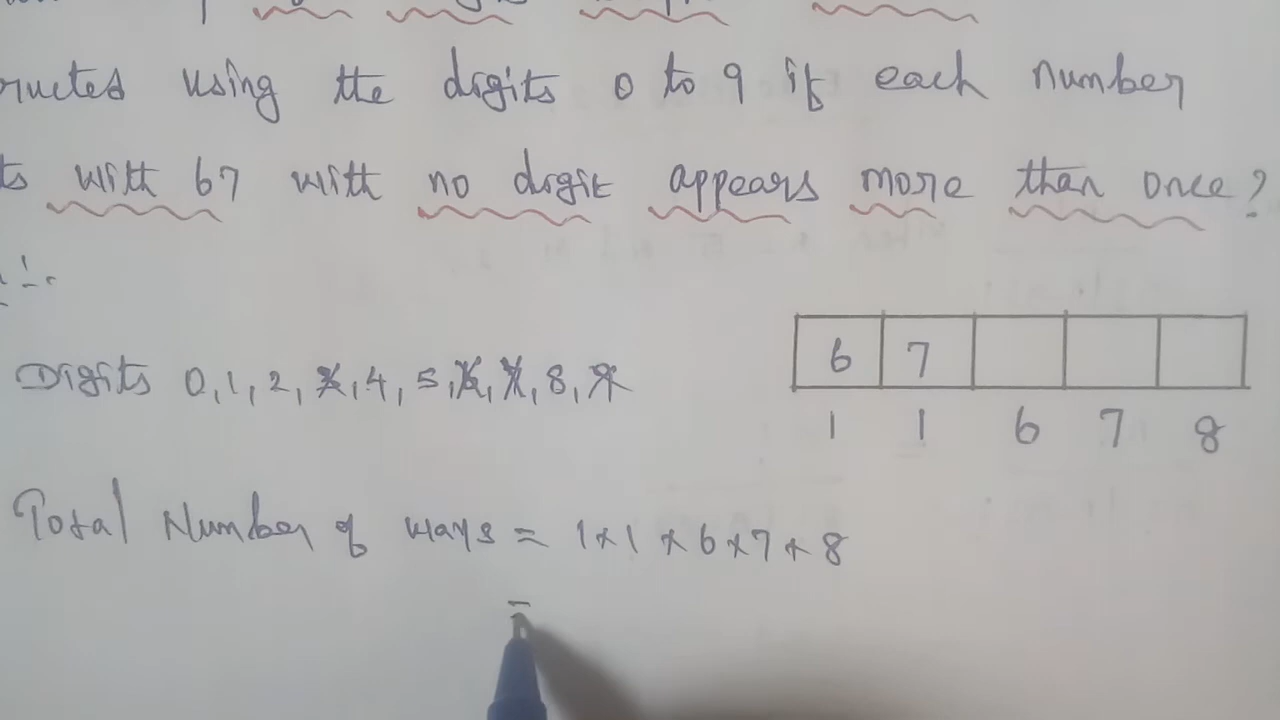 ructed using the digits 0 to 9 if each number
ts with 67 with no digit appears more than once?
Digits 0, 1, 2, 3, 4, 5, 6, 7, 8, 9
6 7
1 1 6 7 8
Total Number of ways = 1 × 1 × 6 × 7 × 8
=